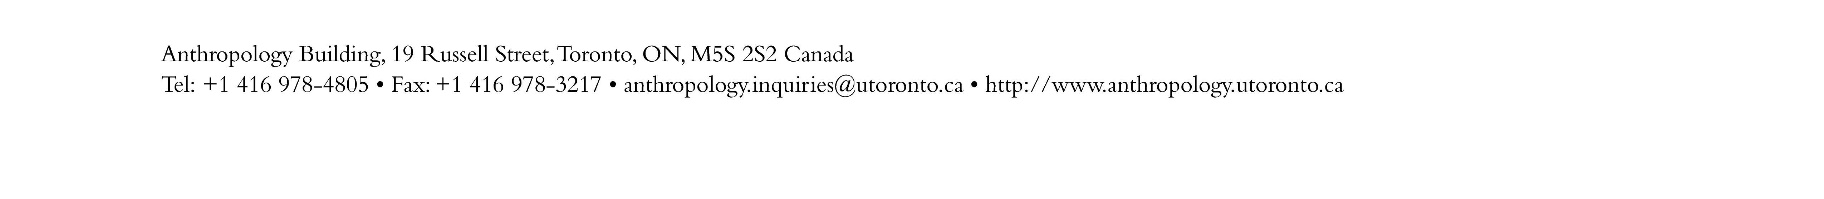 Anthropology Building, 19 Russell Street, Toronto, ON, M5S 2S2 Canada
Tel: +1 416 978-4805 • Fax: +1 416 978-3217 • anthropology.inquiries@utoronto.ca • http://www.anthropology.utoronto.ca